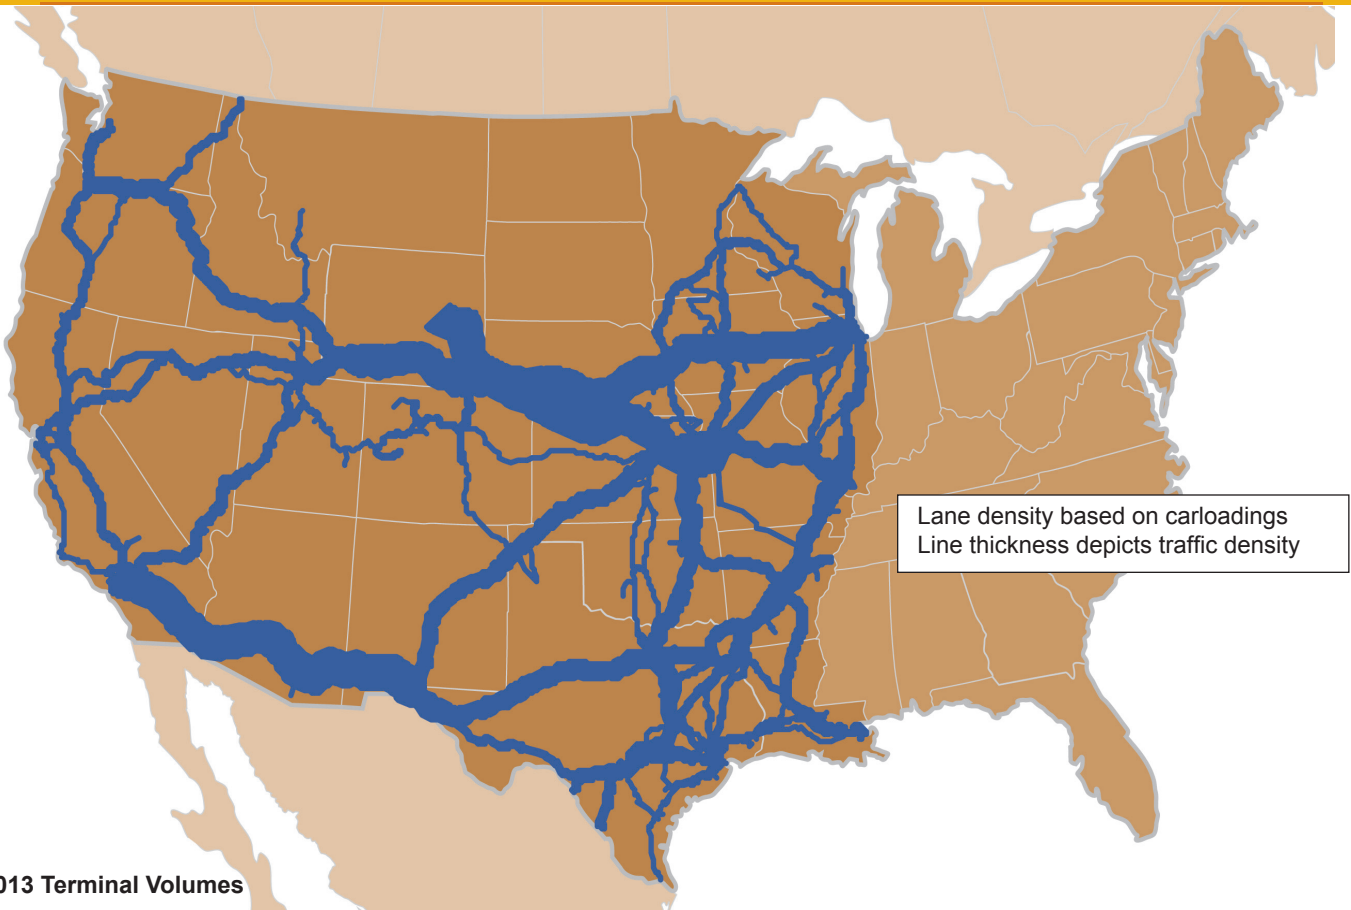 Lane density based on carloadings
Line thickness depicts traffic density
013 Terminal Volumes